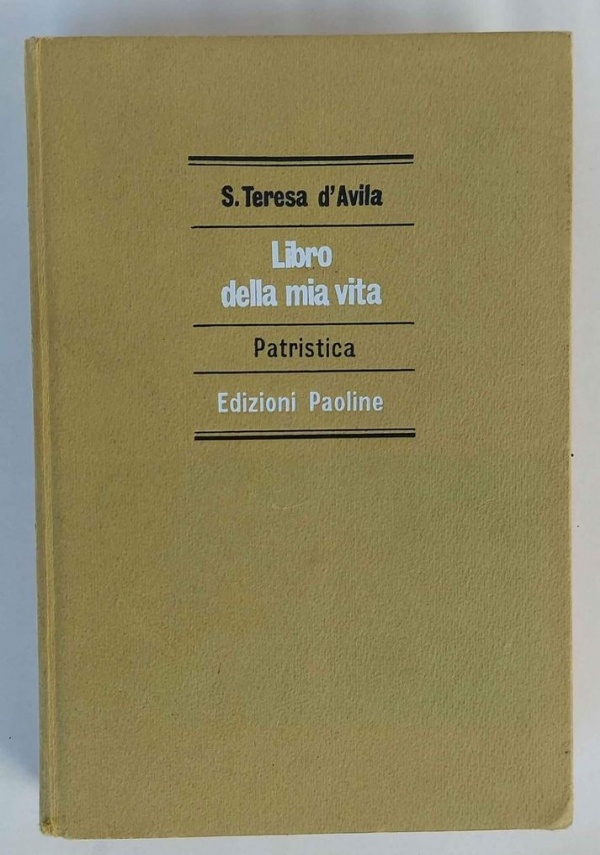 S. Teresa d'Avila
Libro
della mia vita
Patristica
Edizioni Paoline